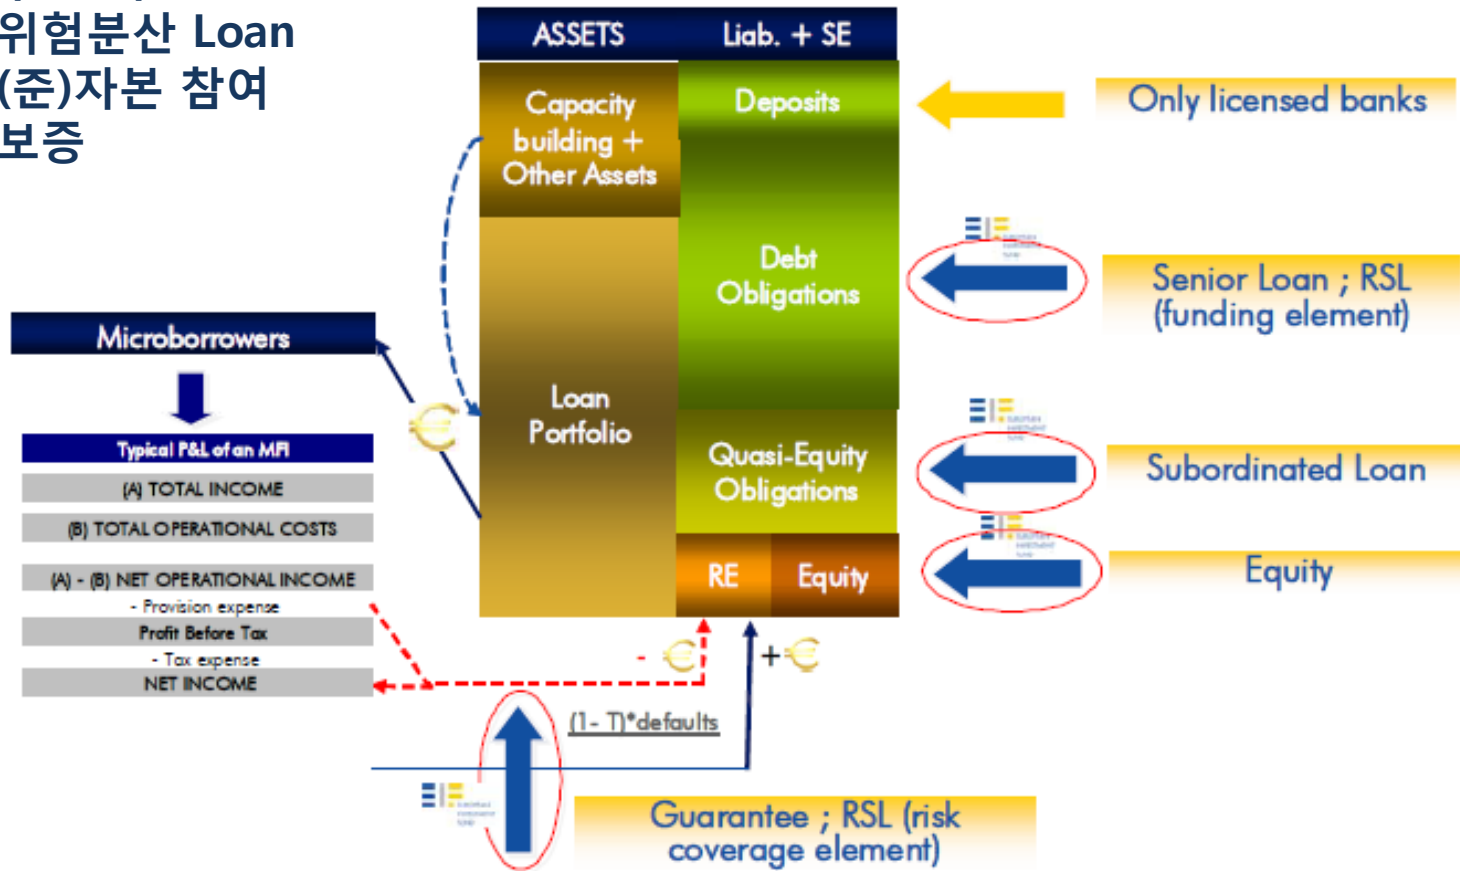 위험분산 Loan
(준)자본 참여
보증
ASSETS
Liab. + SE
Capacity
building +
Other Assets
Deposits
Only licensed banks
Debt
Obligations
Senior Loan ; RSL
(funding element)
Microborrowers
Loan
Portfolio
Typical P&L of an MFI
(A) TOTAL INCOME
(B) TOTAL OPERATIONAL COSTS
(A) - (B) NET OPERATIONAL INCOME
- Provision expense
Profit Before Tax
- Tax expense
NET INCOME
Quasi-Equity
Obligations
Subordinated Loan
RE
Equity
Equity
- €
+ €
€
(1- T)*defaults
Guarantee ; RSL (risk
coverage element)